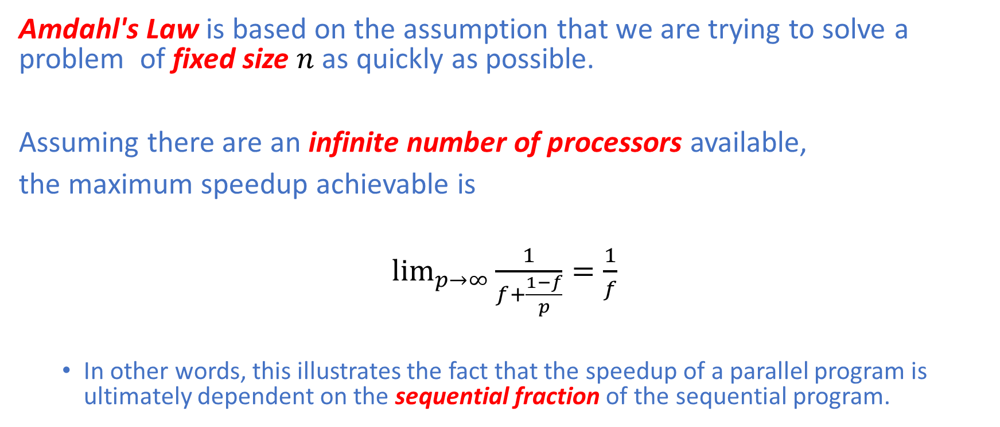 Amdahl's Law is based on the assumption that we are trying to solve a
problem  of fixed size n as quickly as possible.
Assuming there are an infinite number of processors available,
the maximum speedup achievable is
lim_{p→∞} \frac{1}{f+\frac{1−f}{p}} = \frac{1}{f}
• In other words, this illustrates the fact that the speedup of a parallel program is
ultimately dependent on the sequential fraction of the sequential program.